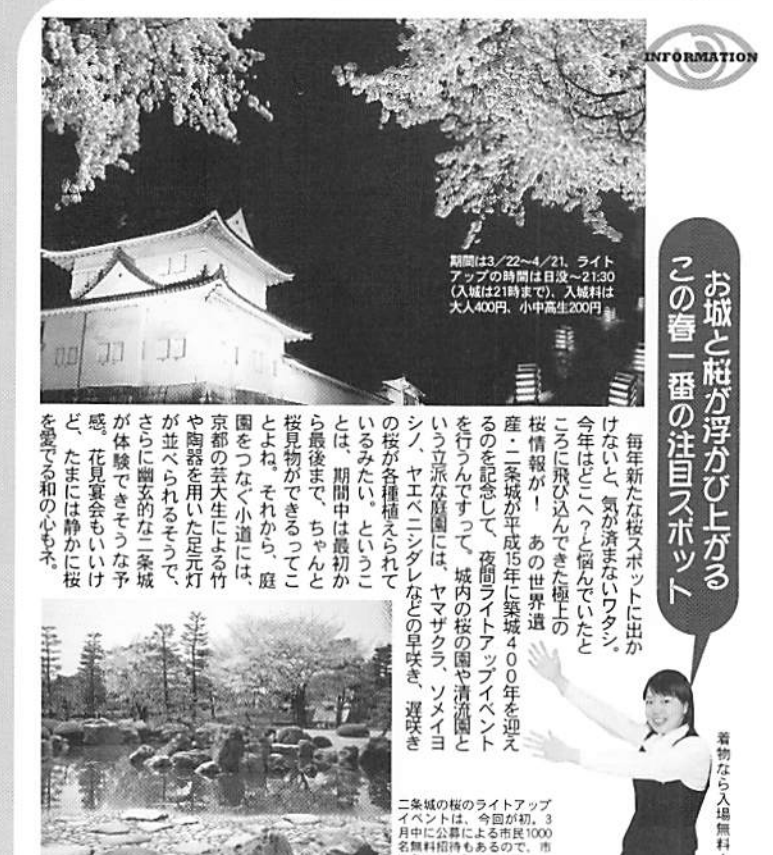 INFORMATION
お城と桜が浮かび上がる
この春一番の注目スポット
期間は3/22~4/21、ライト
アップの時間は日没~21:30
(入城は21時まで)、入城料は
大人400円、小中高生200円
毎年新たな桜スポットに出か
けないと、気が済まないワタシ。
今年はどこへ?と悩んでいたと
ころに飛び込んできた極上の
桜情報が! あの世界遺
産・二条城が平成15年に築城400年を迎え
るのを記念して、夜間ライトアップイベント
を行うんですって。城内の桜の園や清流園と
いう立派な庭園には、ヤマザクラ、ソメイヨ
シノ、ヤエベニシダレなどの早咲き、遅咲き
の桜が各種植えられて
いるみたい。というこ
とは、期間中は最初か
ら最後まで、ちゃんと
桜見物ができるってこ
とよね。それから、庭
園をつなぐ小道には、
京都の芸大生による竹
や陶器を用いた足元灯
が並べられるそうで、
さらに幽玄的な二条城
が体験できそうな予
感。花見宴会もいいけ
ど、たまには静かに桜
を愛でる和の心もネ。
着物なら入場無料
二条城の桜のライトアップ
イベントは、今回が初。3
月中に公募による市民1000
名無料招待もあるので、市